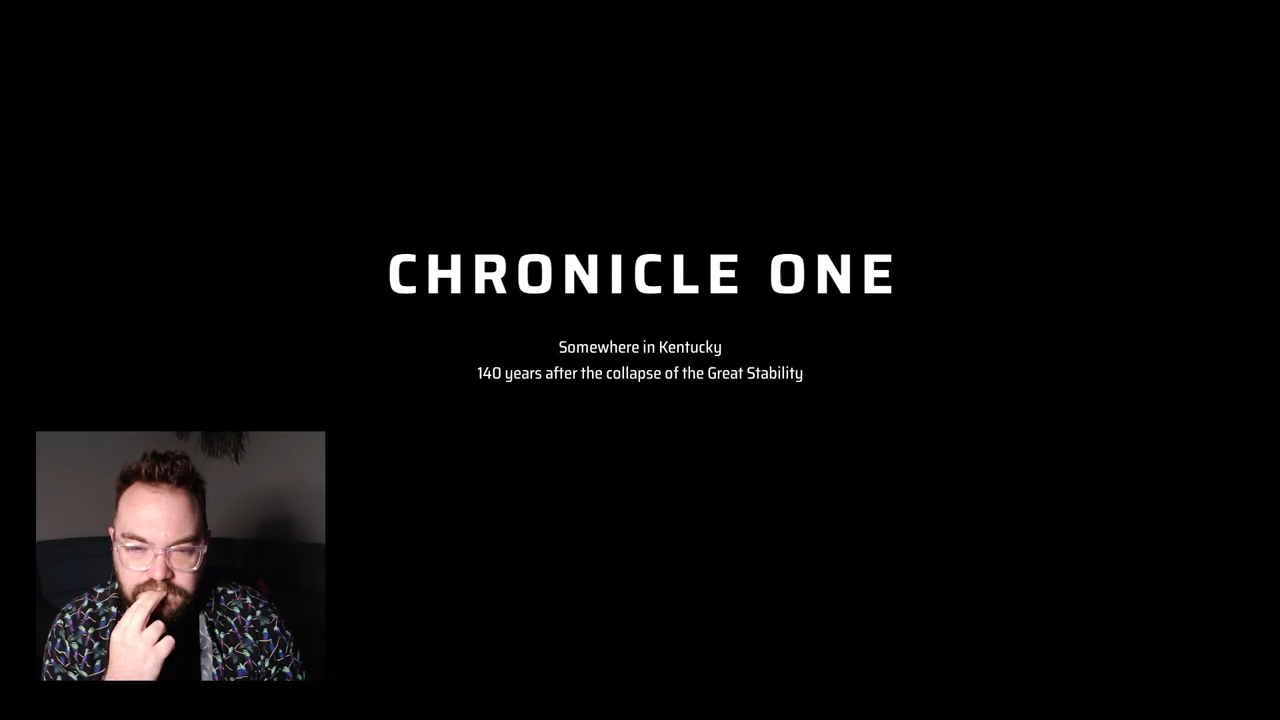 CHRONICLE ONE
Somewhere in Kentucky
140 years after the collapse of the Great Stability